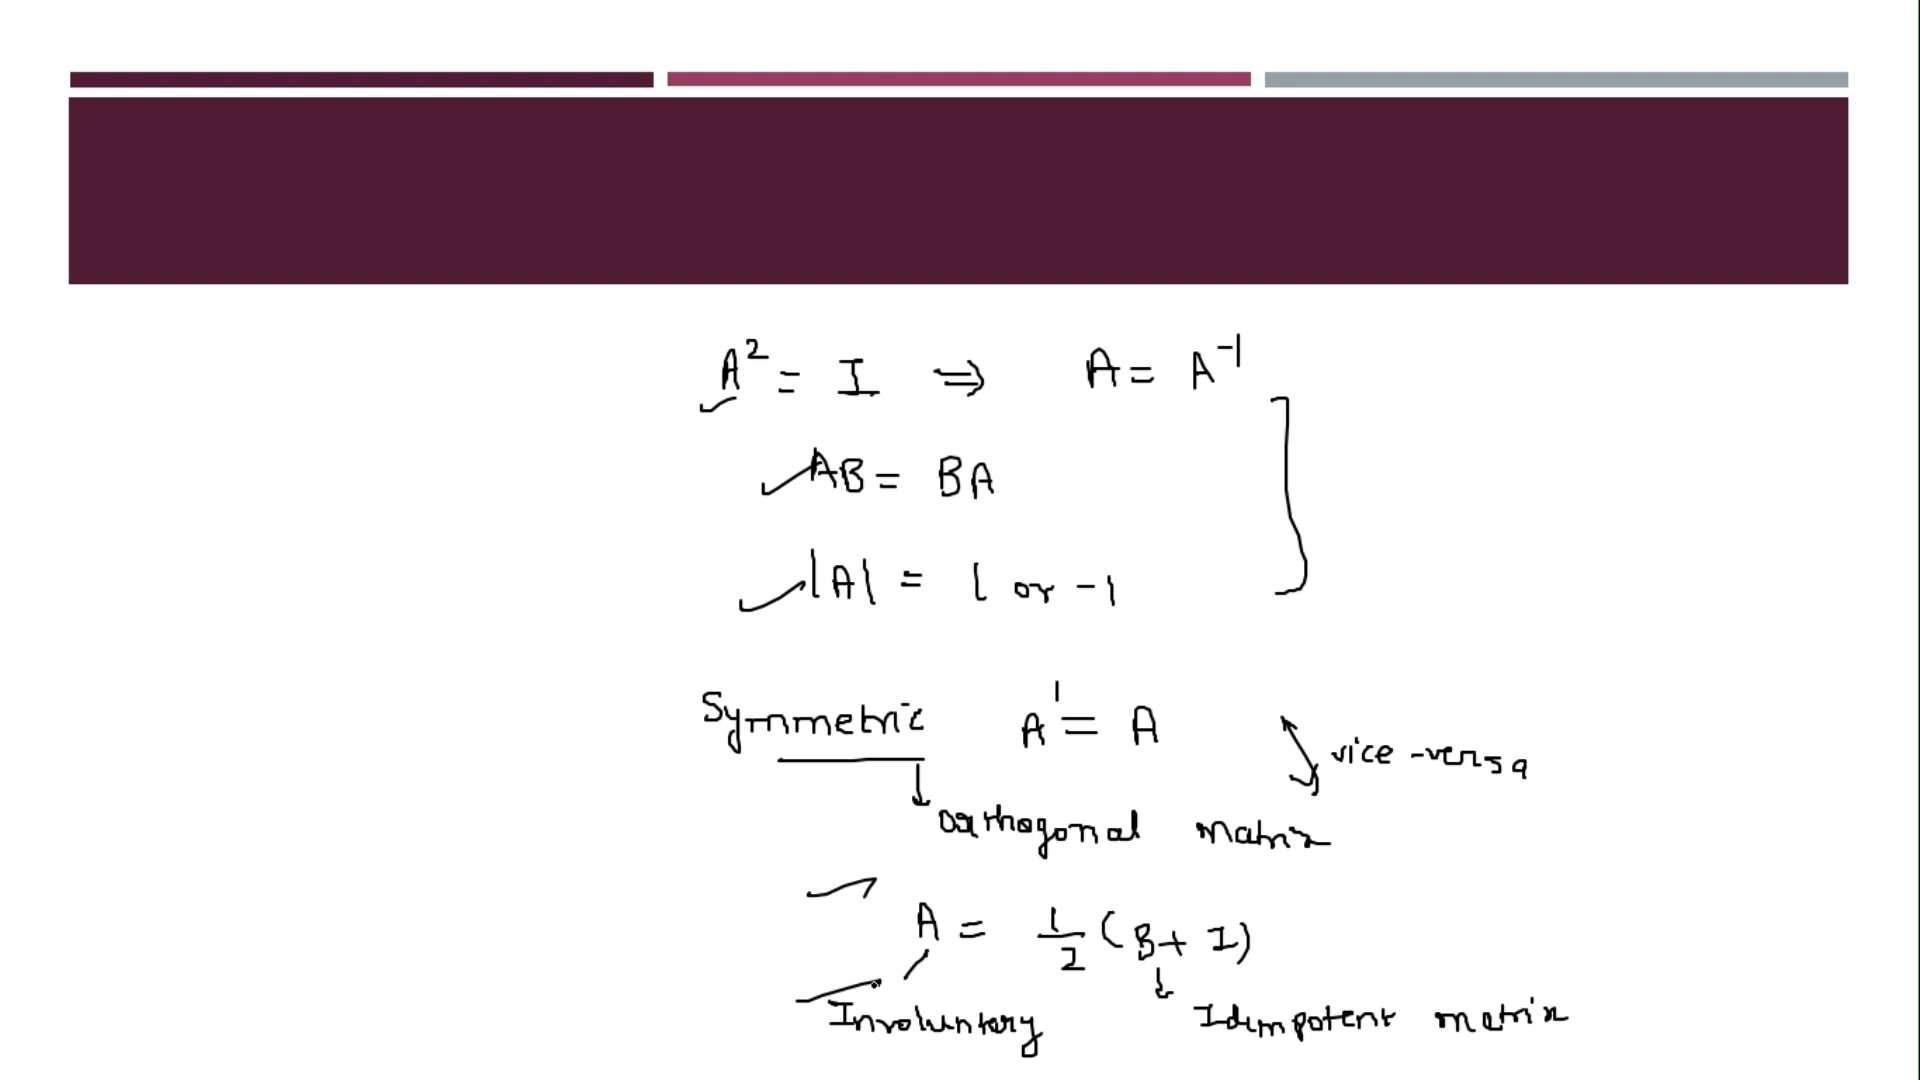 A² = I ⇒ A = A⁻¹
AB = BA
|A| = 1 or -1
Symmetric A' = A
vice-versa
orthogonal matrix
A = 1/2 (B + I)
Involuntary Idempotent matrix